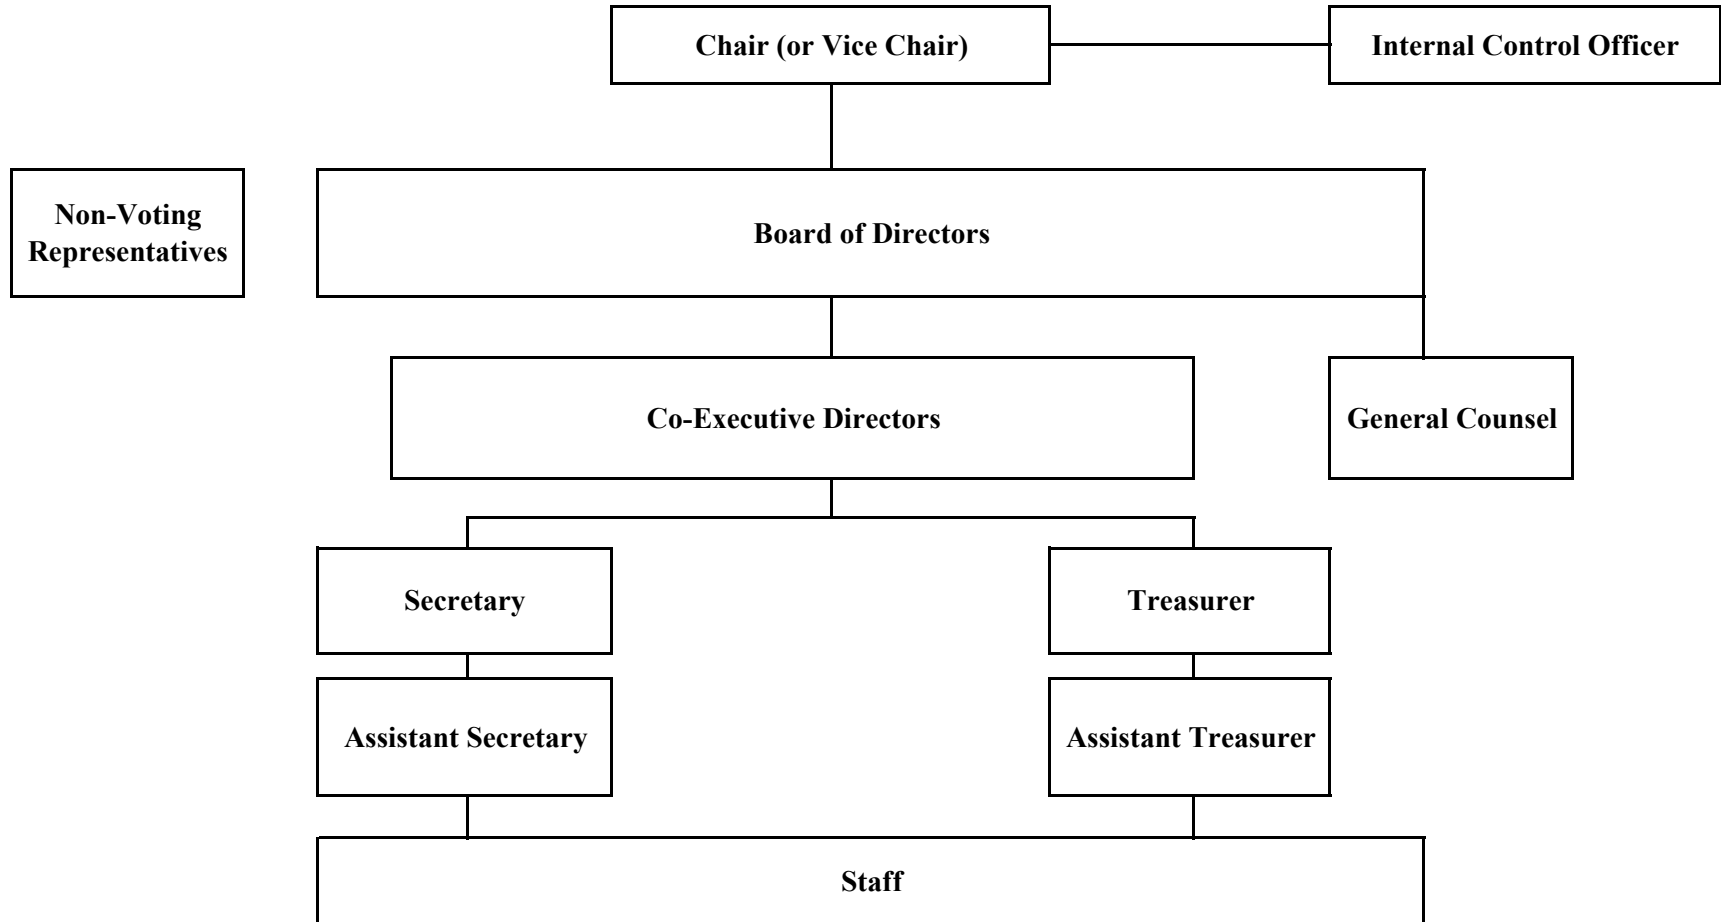 Chair (or Vice Chair)
Internal Control Officer
Non-Voting
Representatives
Board of Directors
Co-Executive Directors
General Counsel
Secretary
Treasurer
Assistant Secretary
Assistant Treasurer
Staff